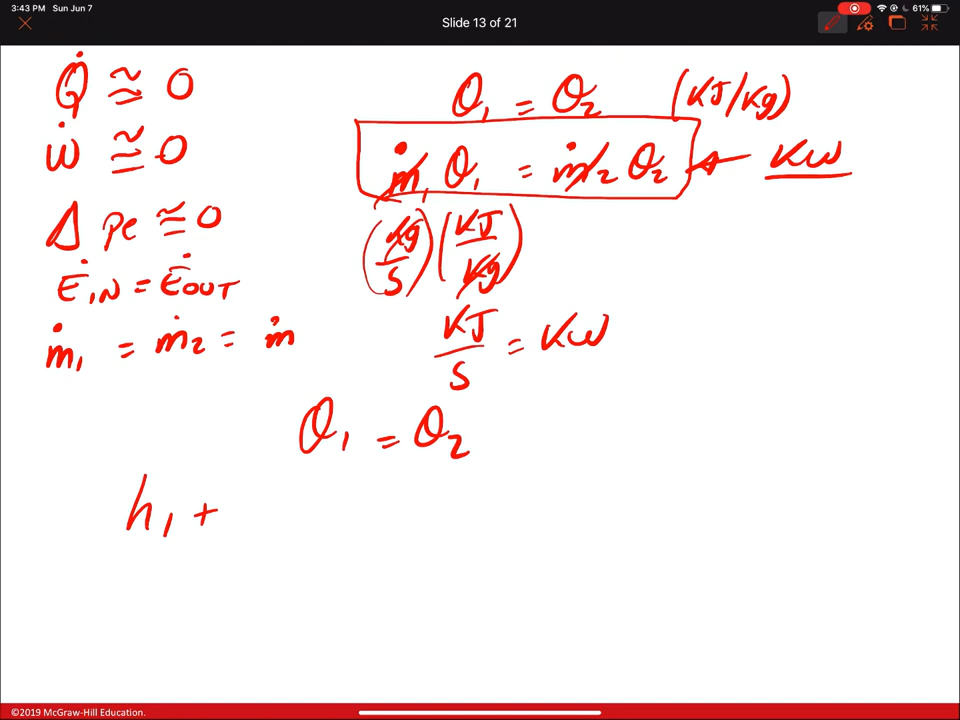 3:43 PM Sun Jun 7
61%
Slide 13 of 21
Q̇ ≅ 0
ẇ ≅ 0
Δ pe ≅ 0
Ė IN = Ė OUT
ṁ₁ = ṁ₂ = ṁ
θ₁ = θ₂ (KJ/Kg)
ṁ₁ θ₁ = ṁ₂ θ₂ ← KW
(Kg/S) (KJ/Kg)
KJ/S = KW
θ₁ = θ₂
h₁ +
©2019 McGraw-Hill Education.